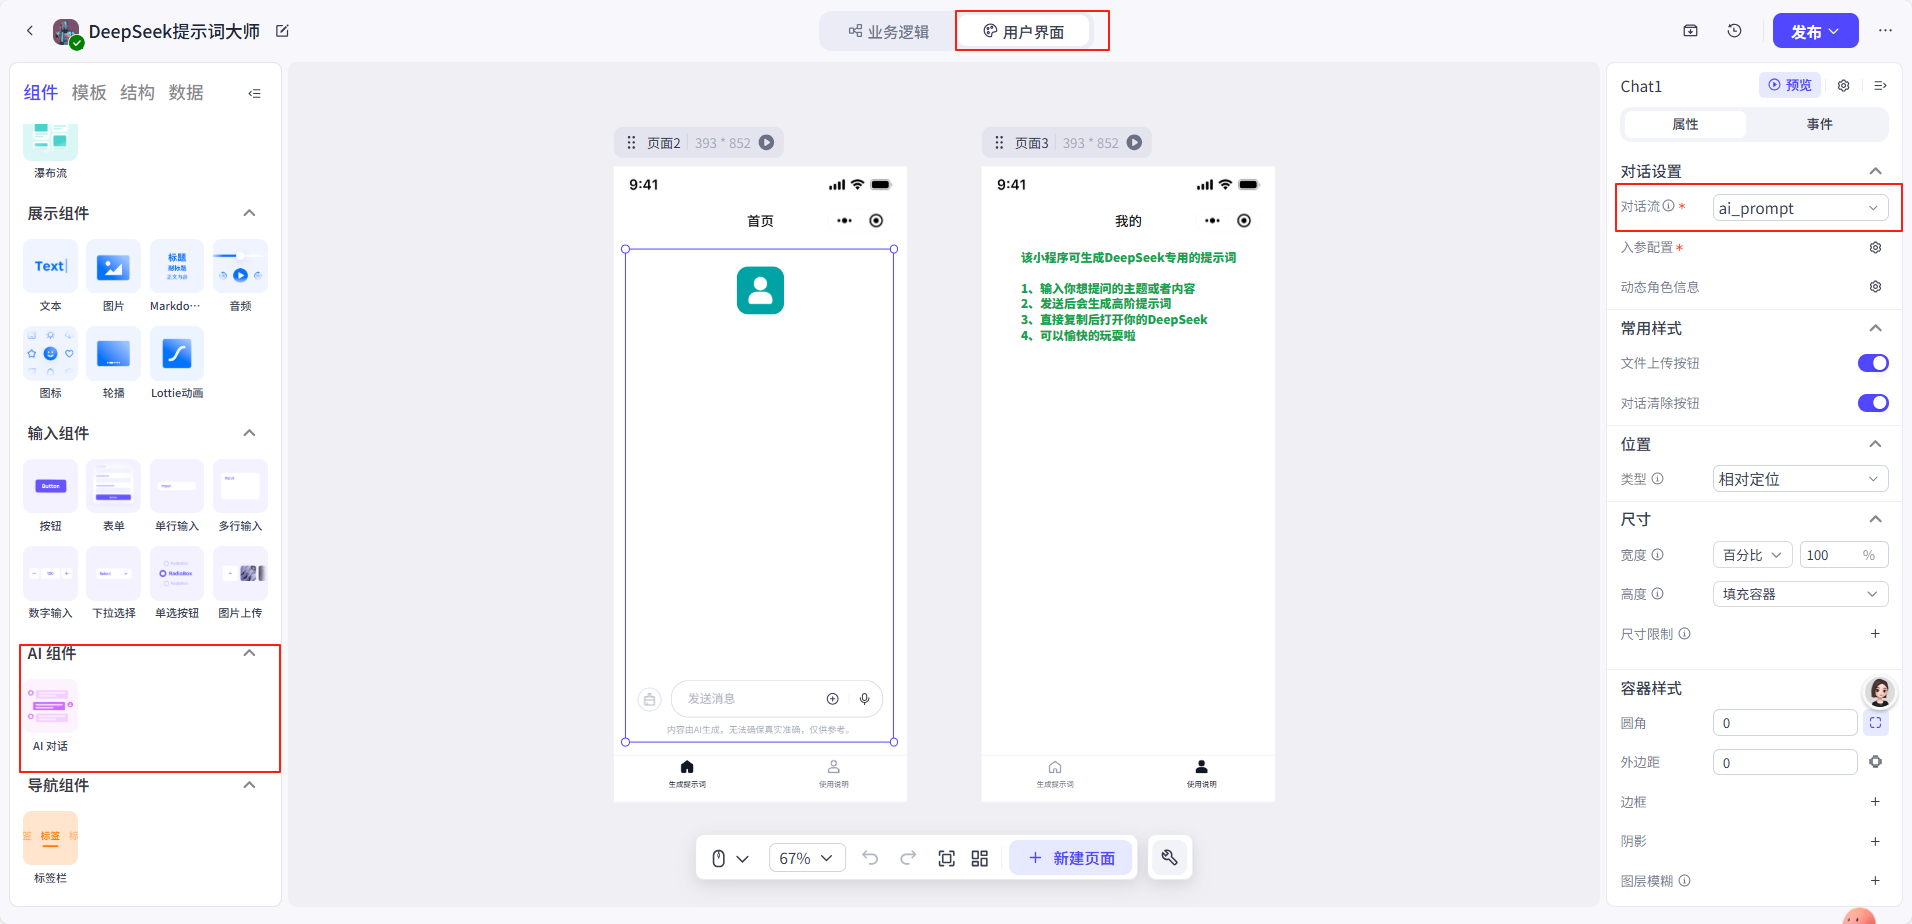 DeepSeek提示词大师
业务逻辑
用户界面
发布
组件 模板 结构 数据
瀑布流
展示组件
Text
标题
副标题
正文内容
文本 图片 Markdo··· 音频
图标 轮播 Lottie动画
输入组件
Button
按钮 表单 单行输入 多行输入
100
Select
RadioBox
RadioBox
RadioBox
数字输入 下拉选择 单选按钮 图片上传
AI 组件
AI 对话
导航组件
标签
标签栏
页面2 393 * 852
9:41
首页
发送消息
内容由AI生成，无法确保真实准确，仅供参考。
生成提示词 使用说明
页面3 393 * 852
9:41
我的
该小程序可生成DeepSeek专用的提示词
1、输入你想提问的主题或者内容
2、发送后会生成高阶提示词
3、直接复制后打开你的DeepSeek
4、可以愉快的玩耍啦
生成提示词 使用说明
67%
新建页面
Chat1
预览
属性 事件
对话设置
对话流 * ai_prompt
入参配置 *
动态角色信息
常用样式
文件上传按钮
对话清除按钮
位置
类型 相对定位
尺寸
宽度 百分比 100 %
高度 填充容器
尺寸限制
容器样式
圆角 0
外边距 0
边框
阴影
图层模糊